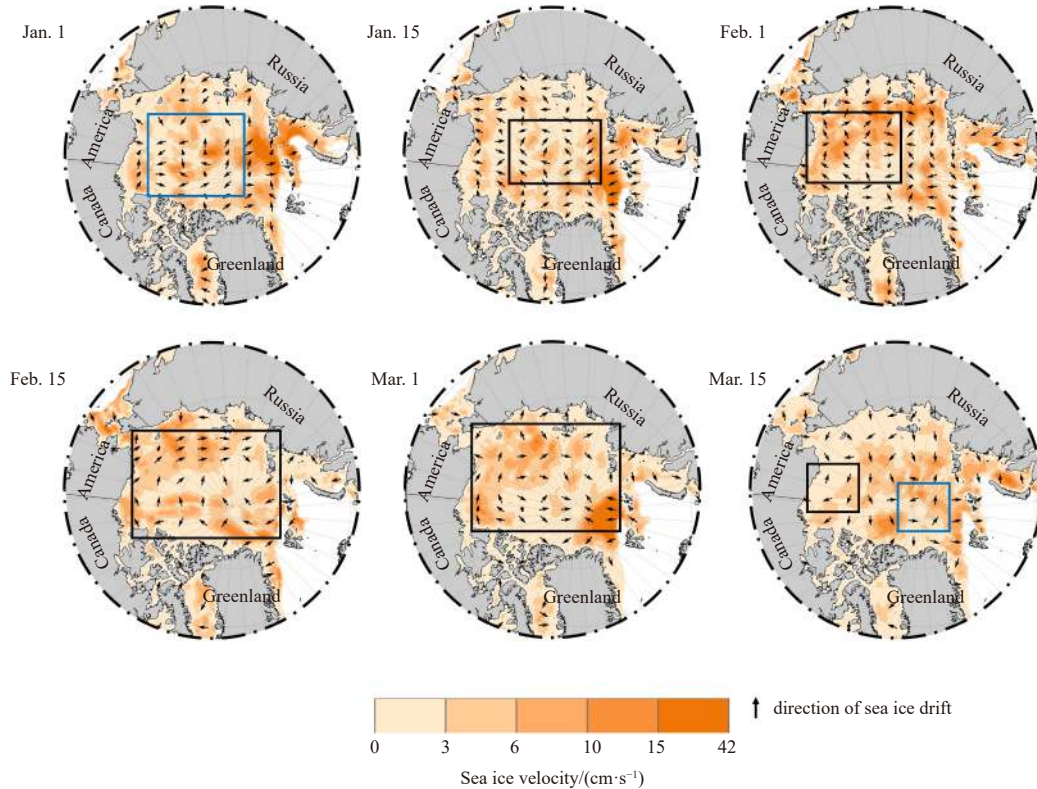 Jan. 1
Russia
America
Canada
Greenland
Jan. 15
Russia
America
Canada
Greenland
Feb. 1
Russia
America
Canada
Greenland
Feb. 15
Russia
America
Canada
Greenland
Mar. 1
Russia
America
Canada
Greenland
Mar. 15
Russia
America
Canada
Greenland
direction of sea ice drift
0 3 6 10 15 42
Sea ice velocity/(cm·s⁻¹)